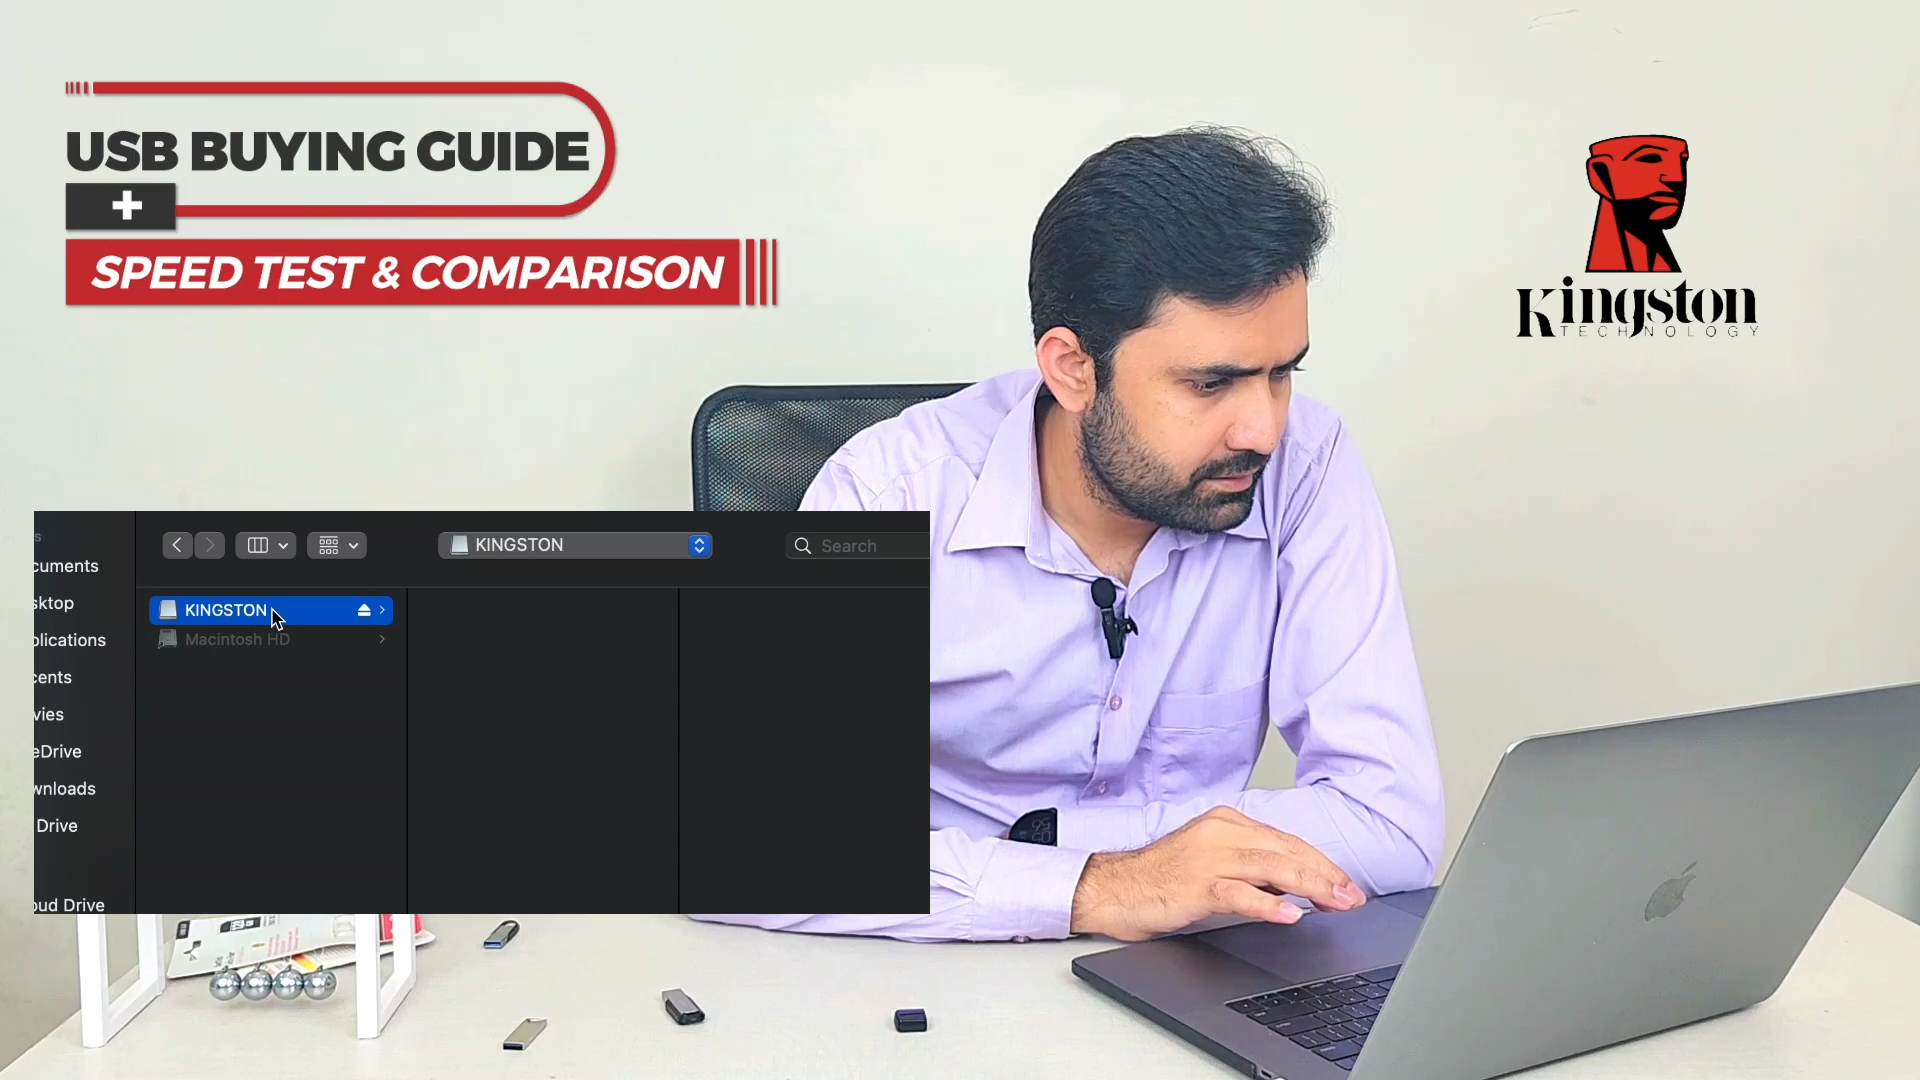 USB BUYING GUIDE
+
SPEED TEST & COMPARISON
Kingston
TECHNOLOGY
KINGSTON
Search
s
cuments
sktop
plications
cents
vies
eDrive
wnloads
Drive
oud Drive
KINGSTON
Macintosh HD